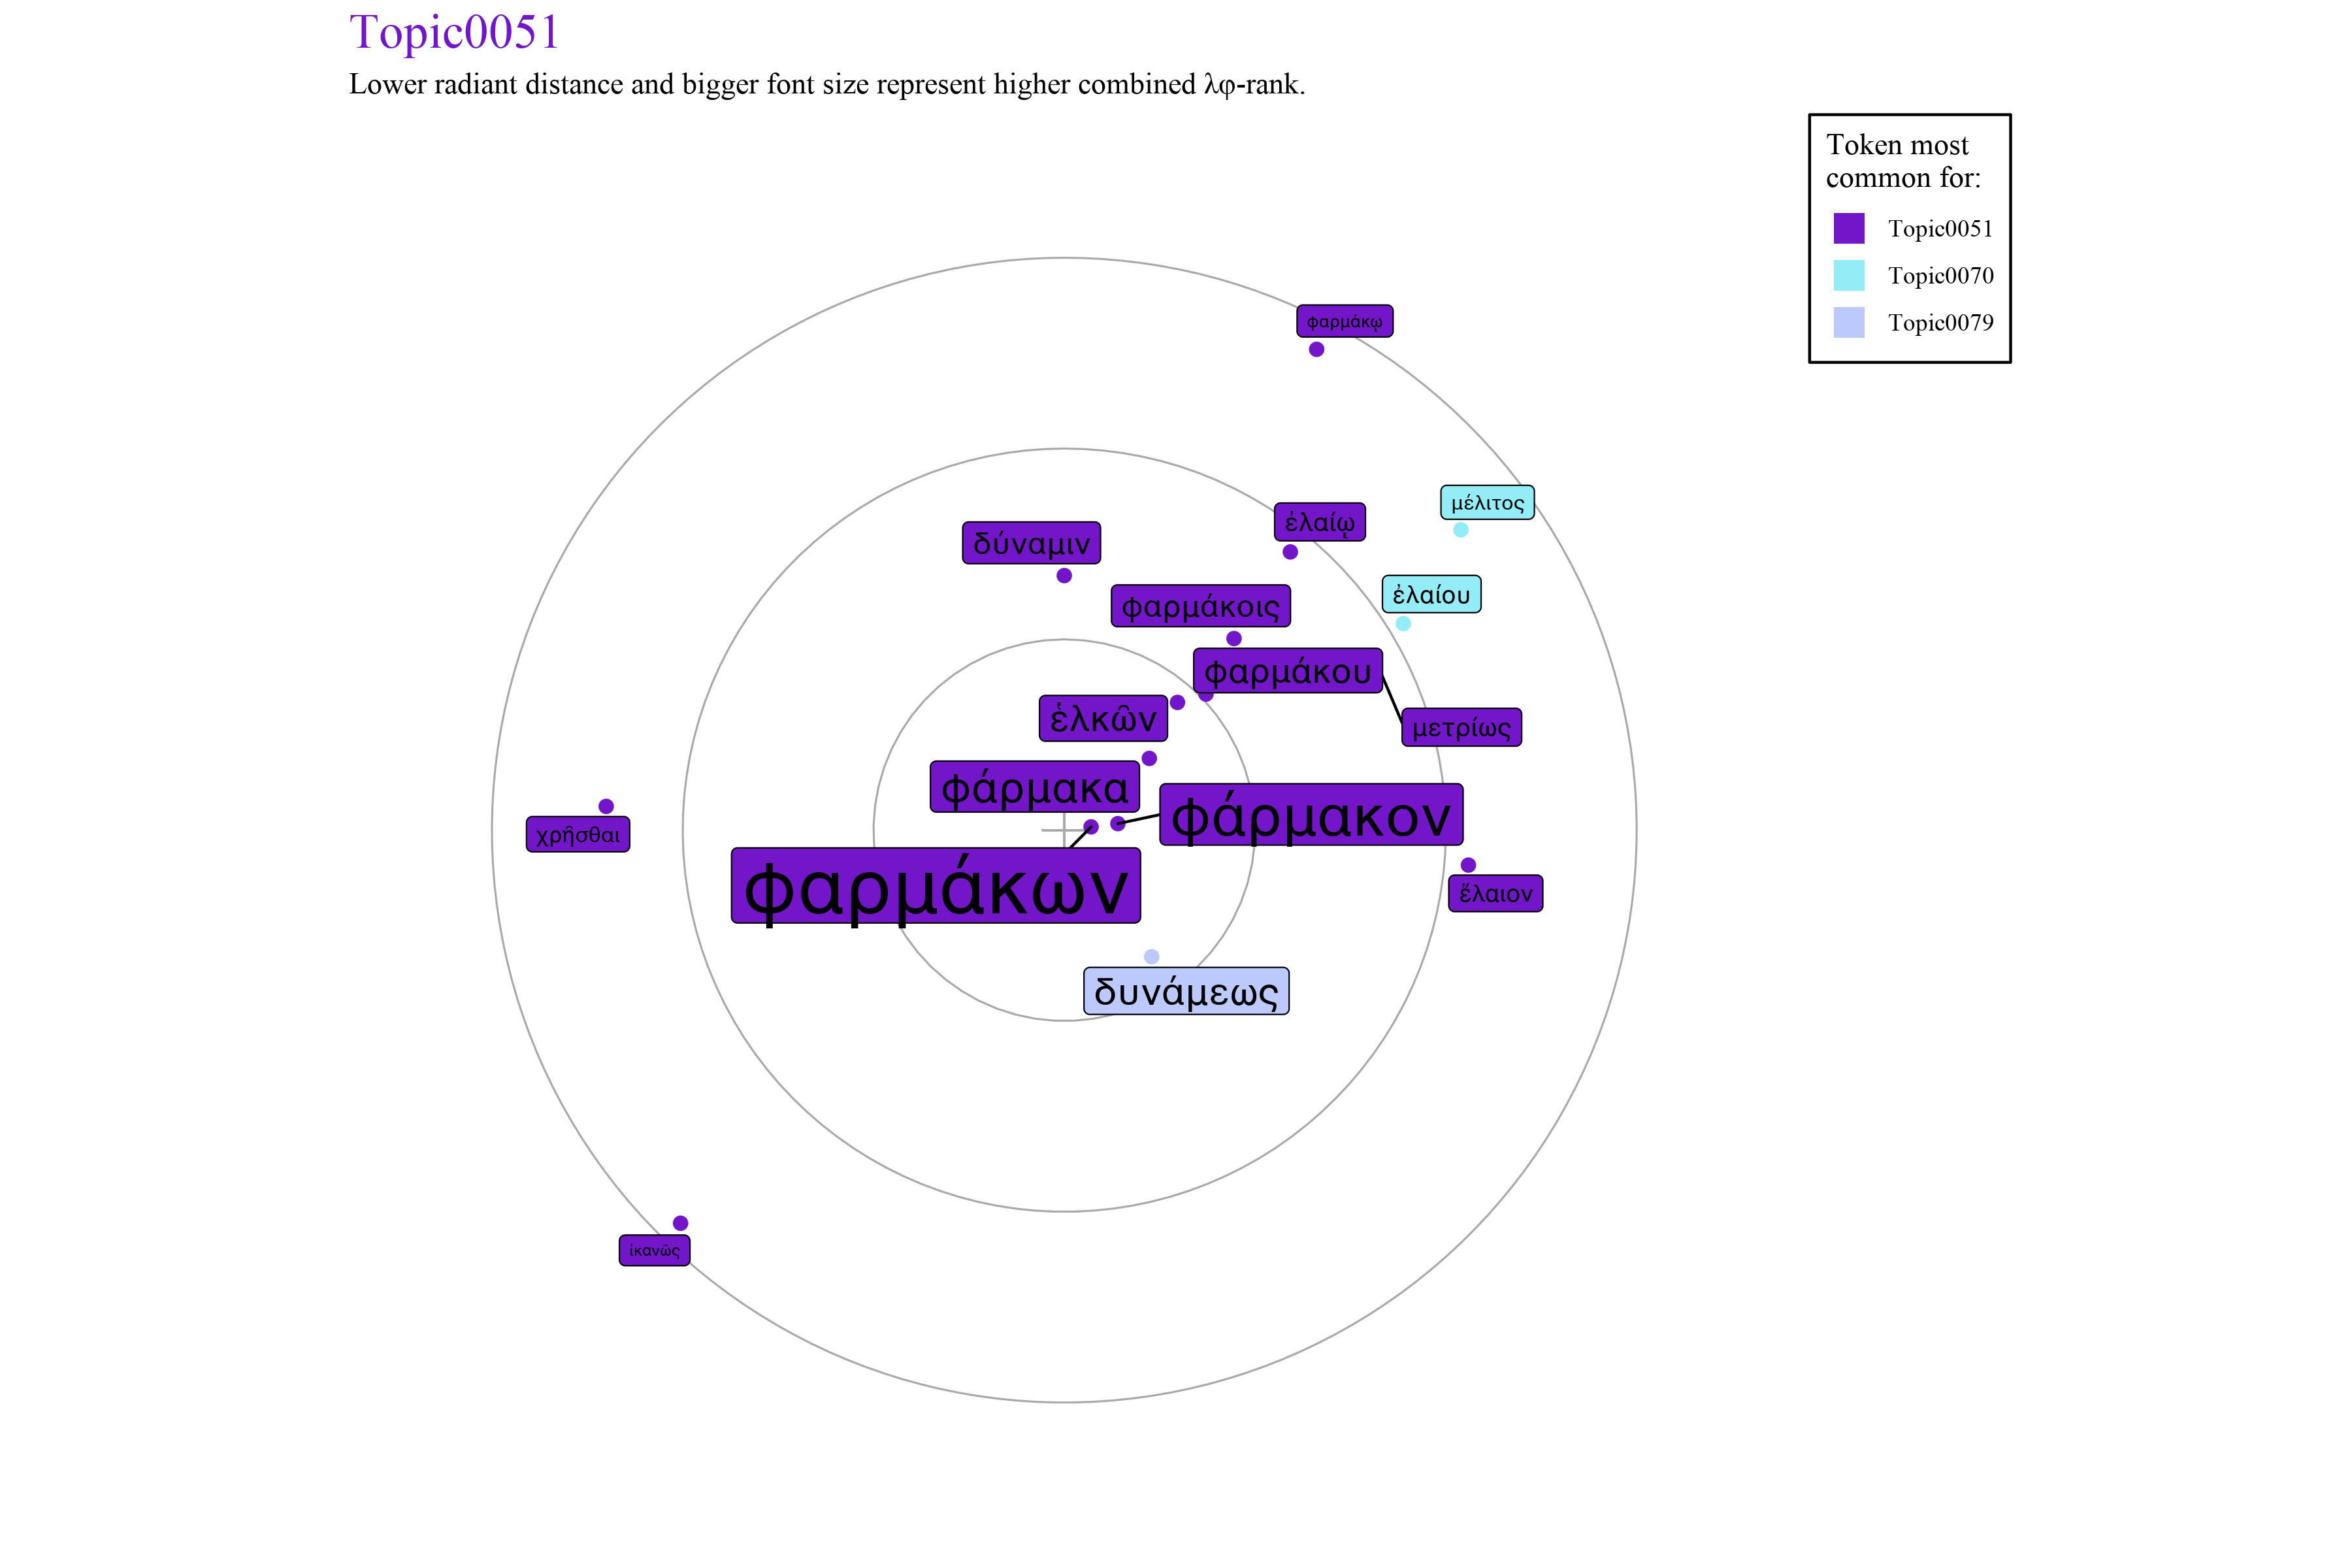 Topic0051
Lower radiant distance and bigger font size represent higher combined λφ-rank.
Token most
common for:
Topic0051
Topic0070
Topic0079
φαρμάκῳ
μέλιτος
ἐλαίῳ
δύναμιν
ἐλαίου
φαρμάκοις
φαρμάκου
ἑλκῶν
μετρίως
φάρμακα
φάρμακον
χρῆσθαι
φαρμάκων
ἔλαιον
δυνάμεως
ἱκανῶς